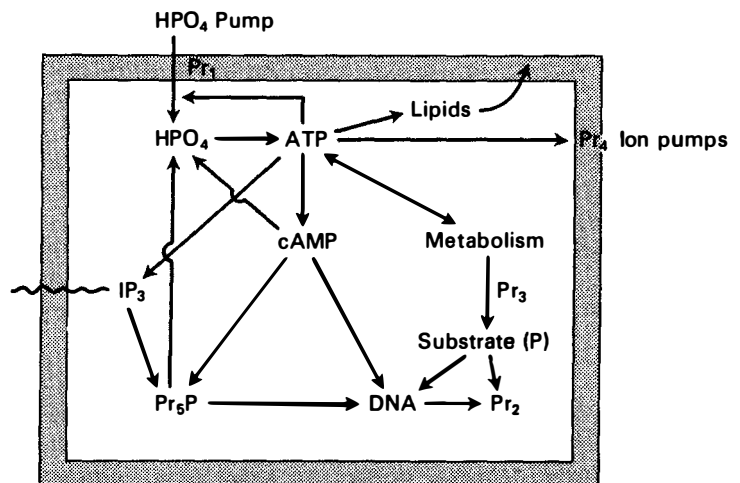 HPO₄ Pump
Pr₁
Lipids
HPO₄ ATP Pr₄ Ion pumps
cAMP Metabolism
IP₃ Pr₃
Substrate (P)
Pr₅P DNA Pr₂